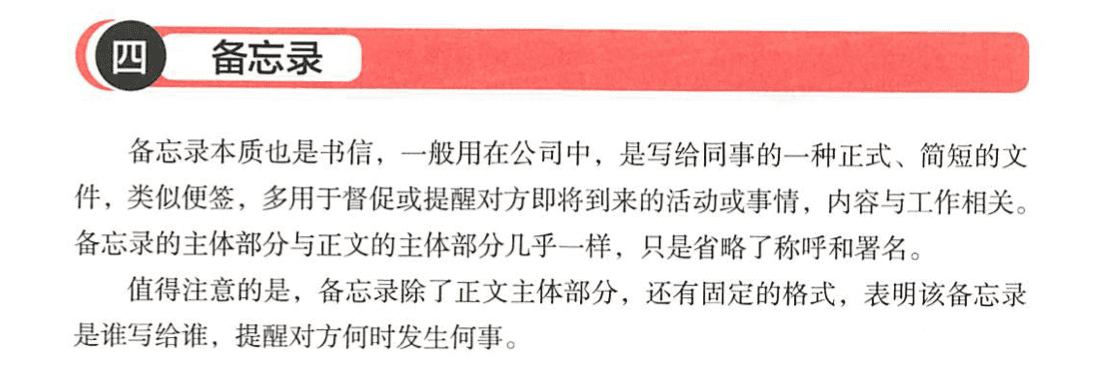 四 备忘录
备忘录本质也是书信，一般用在公司中，是写给同事的一种正式、简短的文
件，类似便签，多用于督促或提醒对方即将到来的活动或事情，内容与工作相关。
备忘录的主体部分与正文的主体部分几乎一样，只是省略了称呼和署名。
值得注意的是，备忘录除了正文主体部分，还有固定的格式，表明该备忘录
是谁写给谁，提醒对方何时发生何事。